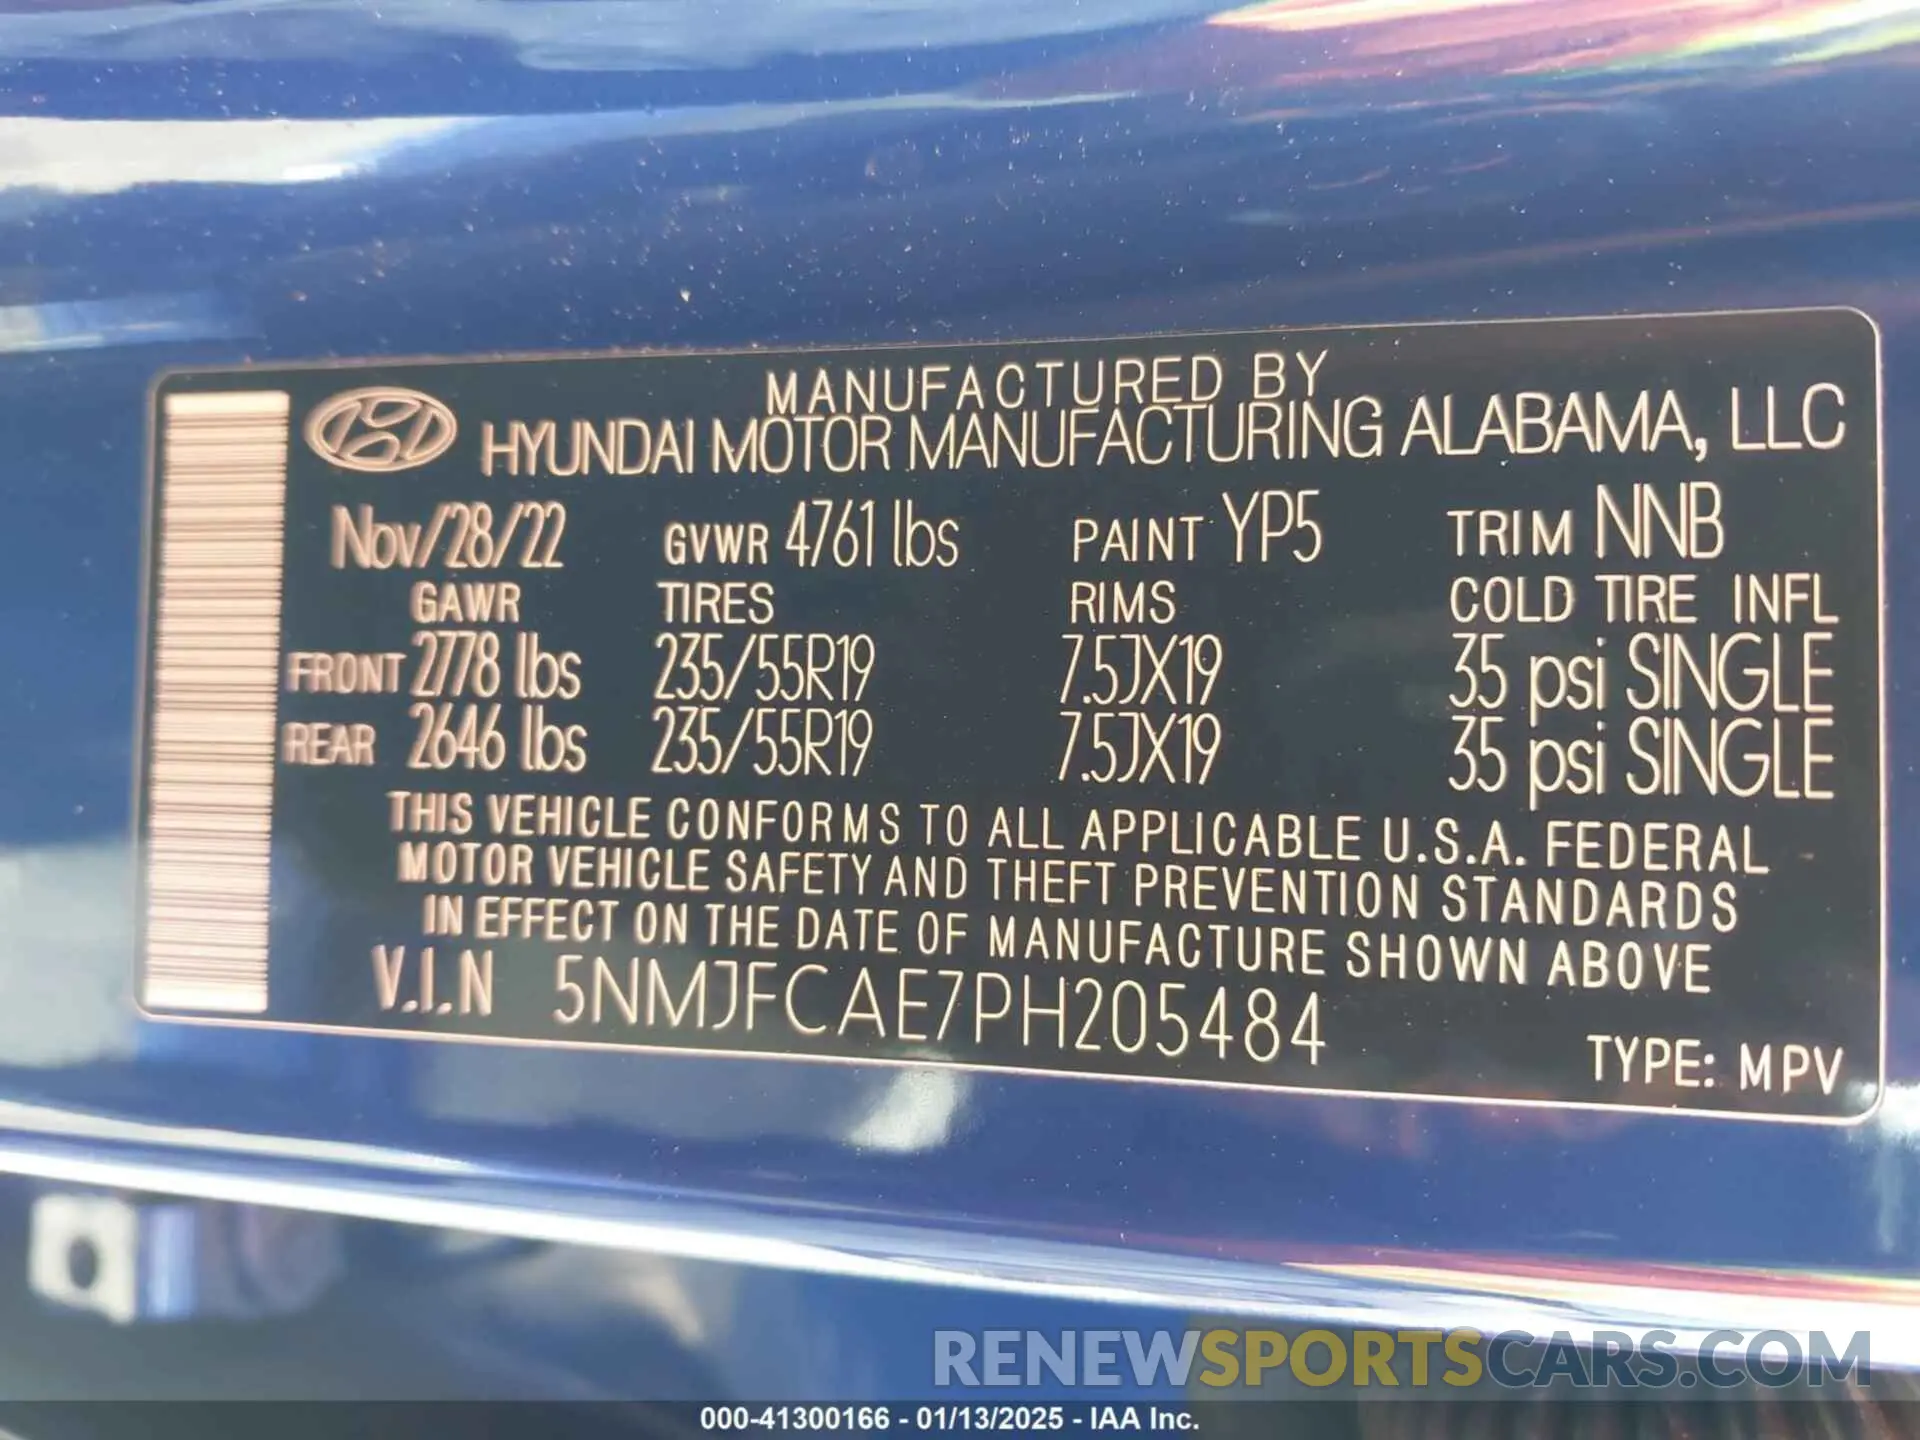 MANUFACTURED BY
HYUNDAI MOTOR MANUFACTURING ALABAMA, LLC
Nov/28/22 GVWR 4761 lbs PAINT YP5 TRIM NNB
GAWR TIRES RIMS COLD TIRE INFL
FRONT 2778 lbs 235/55R19 7.5JX19 35 psi SINGLE
REAR 2646 lbs 235/55R19 7.5JX19 35 psi SINGLE
THIS VEHICLE CONFORMS TO ALL APPLICABLE U.S.A. FEDERAL
MOTOR VEHICLE SAFETY AND THEFT PREVENTION STANDARDS
IN EFFECT ON THE DATE OF MANUFACTURE SHOWN ABOVE
V.I.N 5NMJFCAE7PH205484
TYPE: MPV
RENEWSPORTSCARS.COM
000-41300166 - 01/13/2025 - IAA Inc.